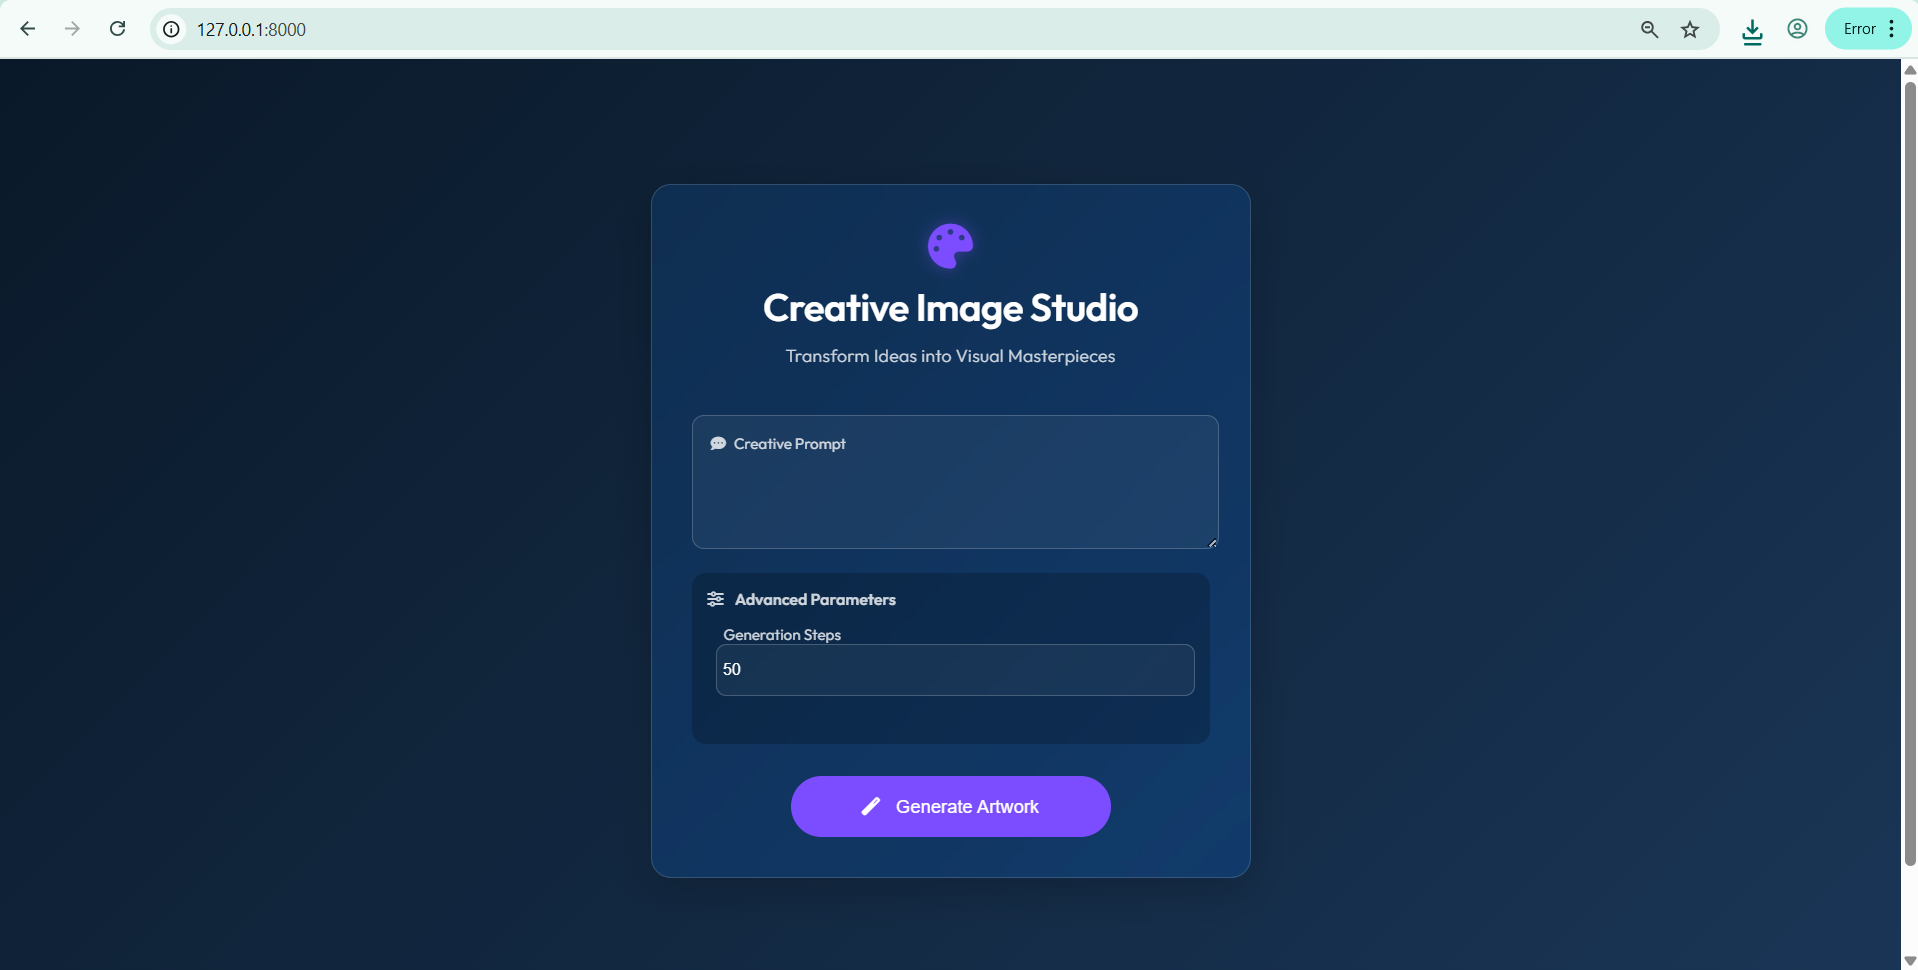 127.0.0.1:8000
Error
Creative Image Studio
Transform Ideas into Visual Masterpieces
Creative Prompt
Advanced Parameters
Generation Steps
50
Generate Artwork